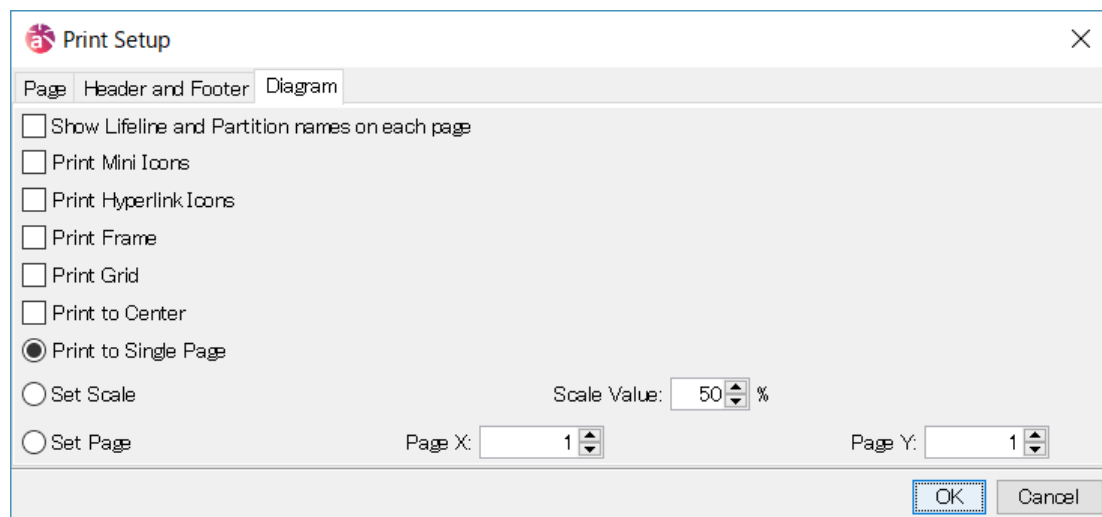 Print Setup
Page Header and Footer Diagram
Show Lifeline and Partition names on each page
Print Mini Icons
Print Hyperlink Icons
Print Frame
Print Grid
Print to Center
Print to Single Page
Set Scale Scale Value: 50 %
Set Page Page X: 1 Page Y: 1
OK Cancel